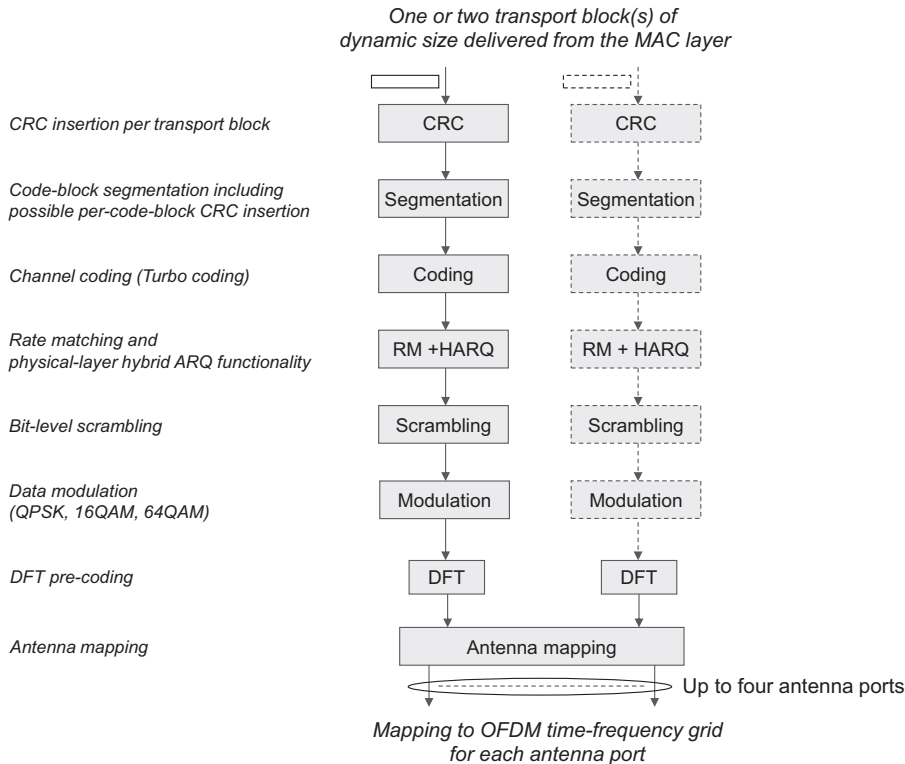 One or two transport block(s) of
dynamic size delivered from the MAC layer
CRC insertion per transport block
CRC
CRC
Code-block segmentation including
possible per-code-block CRC insertion
Segmentation
Segmentation
Channel coding (Turbo coding)
Coding
Coding
Rate matching and
physical-layer hybrid ARQ functionality
RM +HARQ
RM + HARQ
Bit-level scrambling
Scrambling
Scrambling
Data modulation
(QPSK, 16QAM, 64QAM)
Modulation
Modulation
DFT pre-coding
DFT
DFT
Antenna mapping
Antenna mapping
Up to four antenna ports
Mapping to OFDM time-frequency grid
for each antenna port